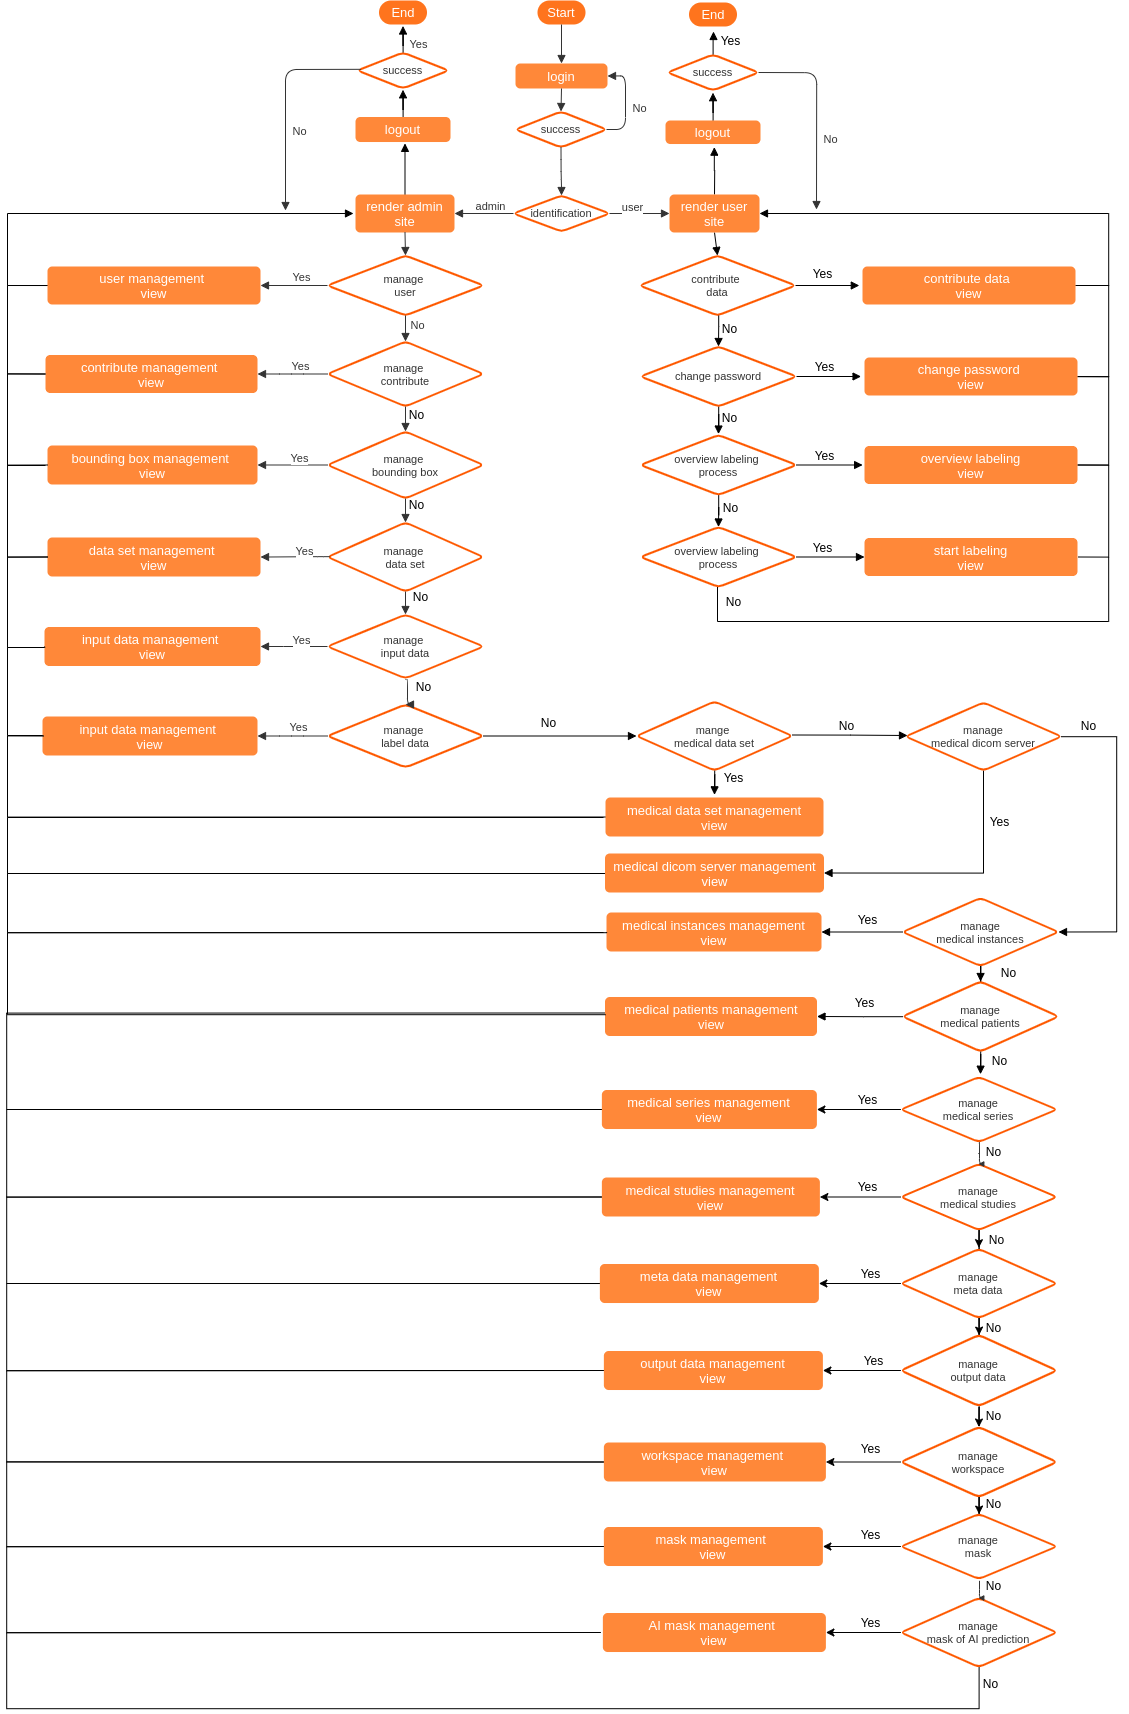 End
Start
End
Yes
Yes
success
login
success
No
No
No
logout
success
logout
No
render admin
site
admin
identification
user
render user
site
user management
view
Yes
manage
user
contribute
data
Yes
contribute data
view
No
No
contribute management
view
Yes
manage
contribute
change password
Yes
change password
view
No
No
bounding box management
view
Yes
manage
bounding box
overview labeling
process
Yes
overview labeling
view
No
No
data set management
view
Yes
manage
data set
overview labeling
process
Yes
start labeling
view
No
No
input data management
view
Yes
manage
input data
No
input data management
view
Yes
manage
label data
No
mange
medical data set
No
manage
medical dicom server
No
Yes
medical data set management
view
Yes
medical dicom server management
view
medical instances management
view
Yes
manage
medical instances
No
medical patients management
view
Yes
manage
medical patients
No
medical series management
view
Yes
manage
medical series
No
medical studies management
view
Yes
manage
medical studies
No
meta data management
view
Yes
manage
meta data
No
output data management
view
Yes
manage
output data
No
workspace management
view
Yes
manage
workspace
No
mask management
view
Yes
manage
mask
No
AI mask management
view
Yes
manage
mask of AI prediction
No